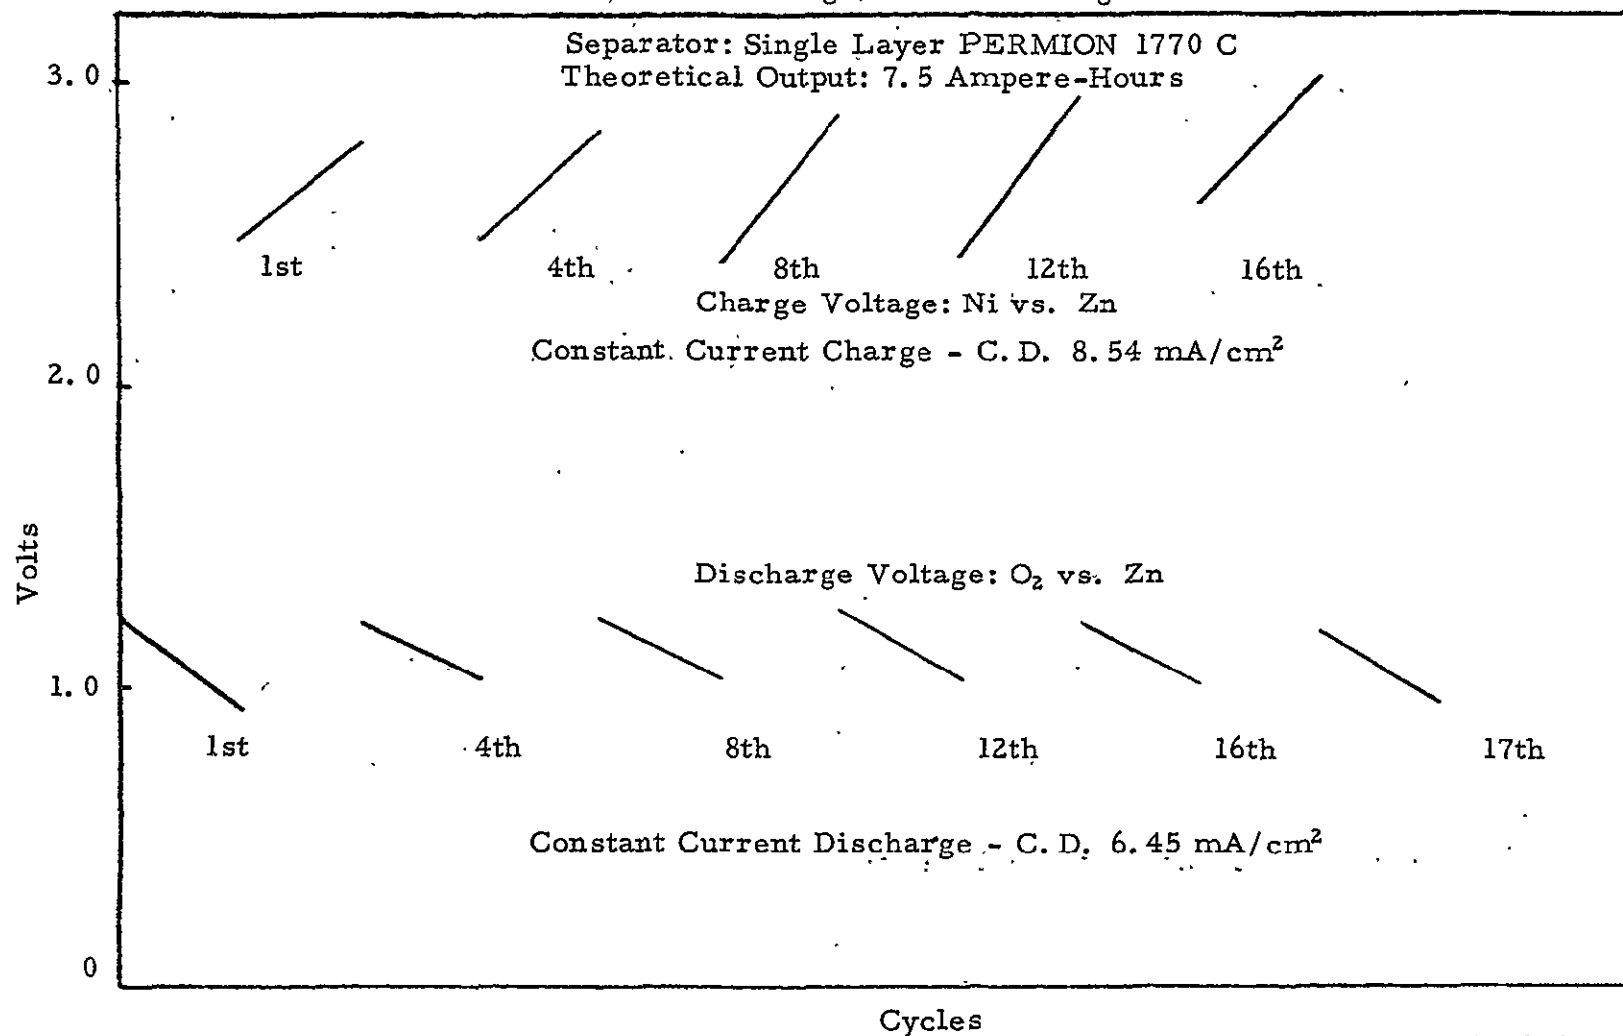 Separator: Single Layer PERMION 1770 C
Theoretical Output: 7.5 Ampere-Hours
3.0
1st 4th 8th 12th 16th
Charge Voltage: Ni vs. Zn
Constant Current Charge - C.D. 8.54 mA/cm²
2.0
Volts
Discharge Voltage: O₂ vs. Zn
1.0
1st 4th 8th 12th 16th 17th
Constant Current Discharge - C.D. 6.45 mA/cm²
0
Cycles